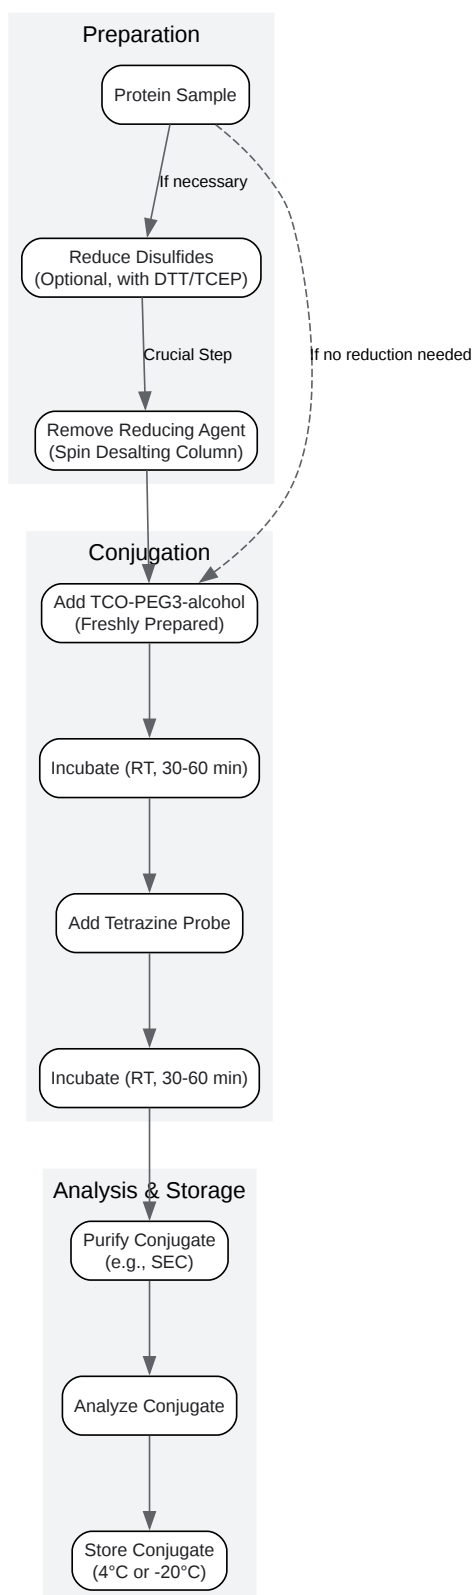 Preparation
Protein Sample
If necessary
Reduce Disulfides
(Optional, with DTT/TCEP)
Crucial Step
If no reduction needed
Remove Reducing Agent
(Spin Desalting Column)
Conjugation
Add TCO-PEG3-alcohol
(Freshly Prepared)
Incubate (RT, 30-60 min)
Add Tetrazine Probe
Incubate (RT, 30-60 min)
Analysis & Storage
Purify Conjugate
(e.g., SEC)
Analyze Conjugate
Store Conjugate
(4°C or -20°C)